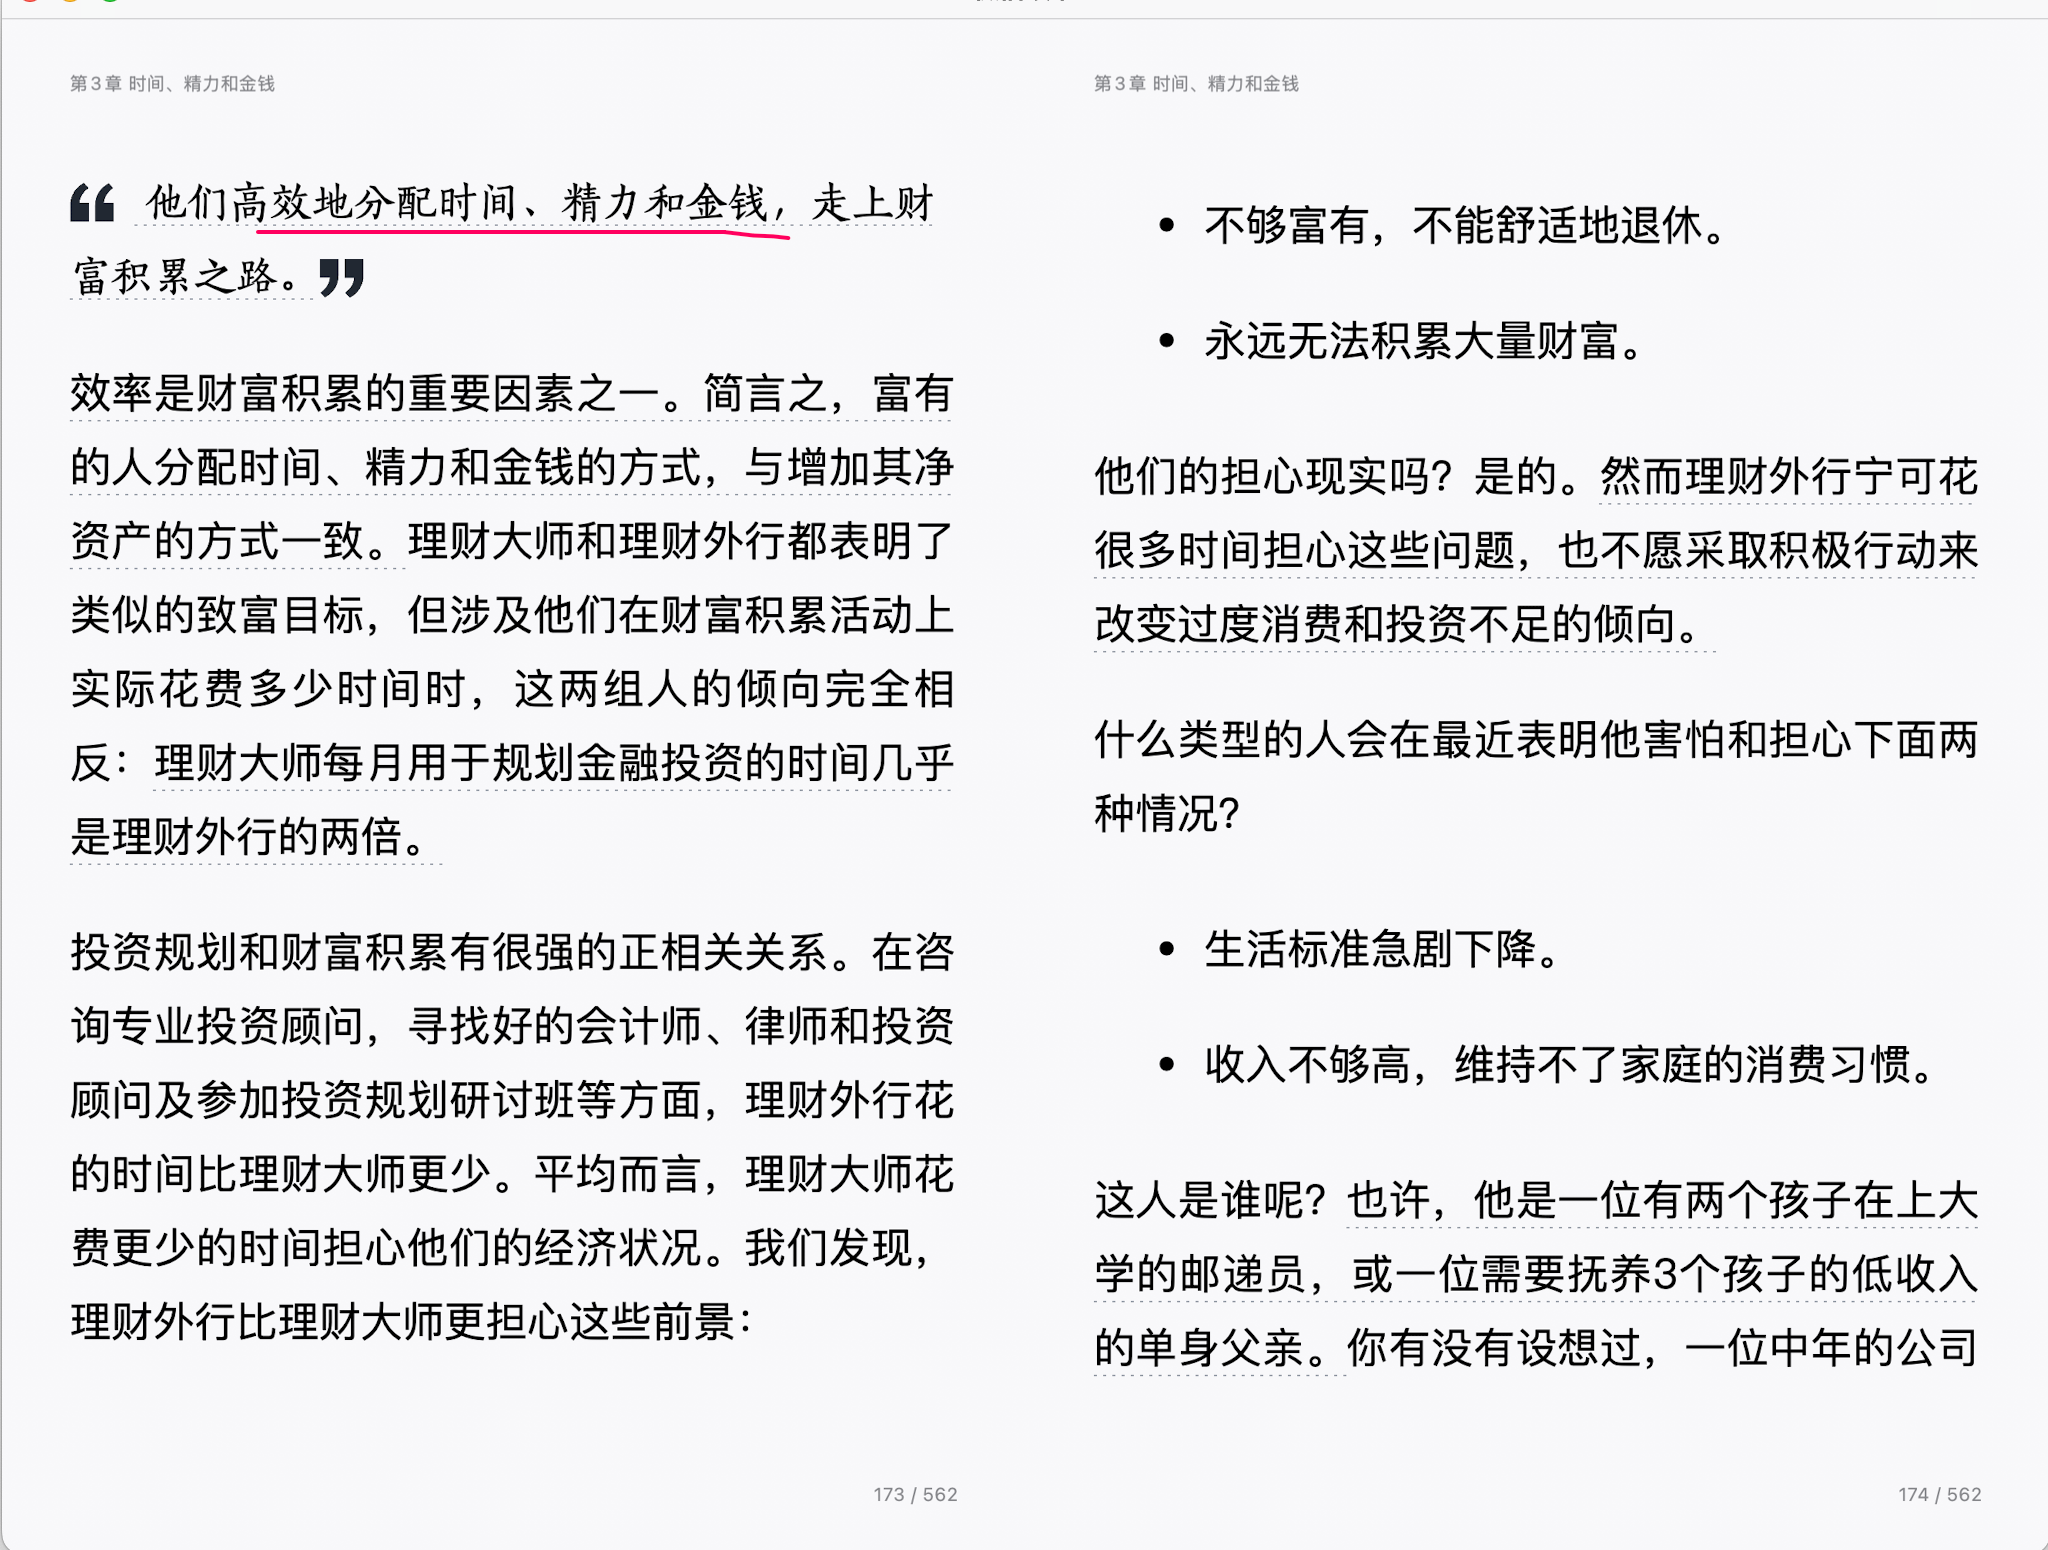 第3章 时间、精力和金钱
“他们高效地分配时间、精力和金钱，走上财
富积累之路。”
效率是财富积累的重要因素之一。简言之，富有
的人分配时间、精力和金钱的方式，与增加其净
资产的方式一致。理财大师和理财外行都表明了
类似的致富目标，但涉及他们在财富积累活动上
实际花费多少时间时，这两组人的倾向完全相
反：理财大师每月用于规划金融投资的时间几乎
是理财外行的两倍。
投资规划和财富积累有很强的正相关关系。在咨
询专业投资顾问，寻找好的会计师、律师和投资
顾问及参加投资规划研讨班等方面，理财外行花
的时间比理财大师更少。平均而言，理财大师花
费更少的时间担心他们的经济状况。我们发现，
理财外行比理财大师更担心这些前景：
173 / 562
第3章 时间、精力和金钱
• 不够富有，不能舒适地退休。
• 永远无法积累大量财富。
他们的担心现实吗？是的。然而理财外行宁可花
很多时间担心这些问题，也不愿采取积极行动来
改变过度消费和投资不足的倾向。
什么类型的人会在最近表明他害怕和担心下面两
种情况？
• 生活标准急剧下降。
• 收入不够高，维持不了家庭的消费习惯。
这人是谁呢？也许，他是一位有两个孩子在上大
学的邮递员，或一位需要抚养3个孩子的低收入
的单身父亲。你有没有设想过，一位中年的公司
174 / 562